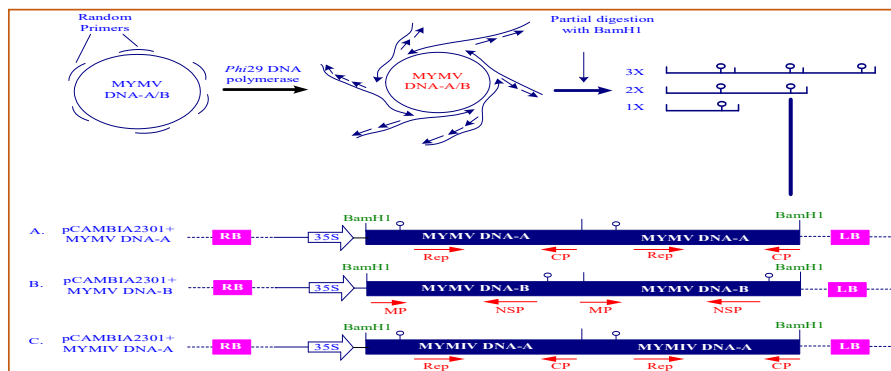 Random
Primers
MYMV
DNA-A/B
Phi29 DNA
polymerase
MYMV
DNA-A/B
Partial digestion
with BamH1
3X
2X
1X
A. pCAMBIA2301+
MYMV DNA-A
RB
35S
BamH1
MYMV DNA-A
MYMV DNA-A
BamH1
LB
Rep
CP
Rep
CP
B. pCAMBIA2301+
MYMV DNA-B
RB
35S
BamH1
MYMV DNA-B
MYMV DNA-B
BamH1
LB
MP
NSP
MP
NSP
C. pCAMBIA2301+
MYMIV DNA-A
RB
35S
BamH1
MYMIV DNA-A
MYMIV DNA-A
BamH1
LB
Rep
CP
Rep
CP